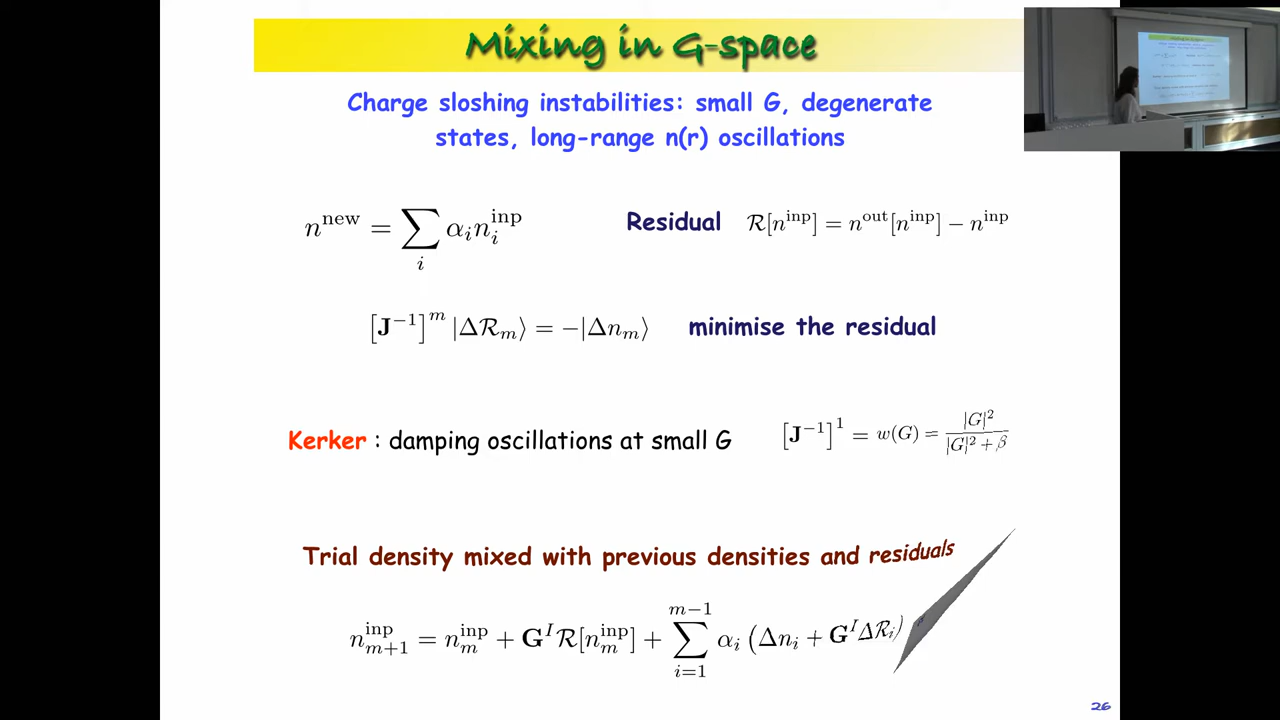 Mixing in G-space
Charge sloshing instabilities: small G, degenerate
states, long-range n(r) oscillations
n^new = ∑_i α_i n_i^inp
Residual R[n^inp] = n^out[n^inp] − n^inp
[J⁻¹]^m |ΔR_m⟩ = −|Δn_m⟩ minimise the residual
Kerker : damping oscillations at small G [J⁻¹]^1 = w(G) = |G|² / (|G|² + β)
Trial density mixed with previous densities and residuals
n_{m+1}^inp = n_m^inp + G^I R[n_m^inp] + ∑_{i=1}^{m−1} α_i (Δn_i + G^I ΔR_i)
26